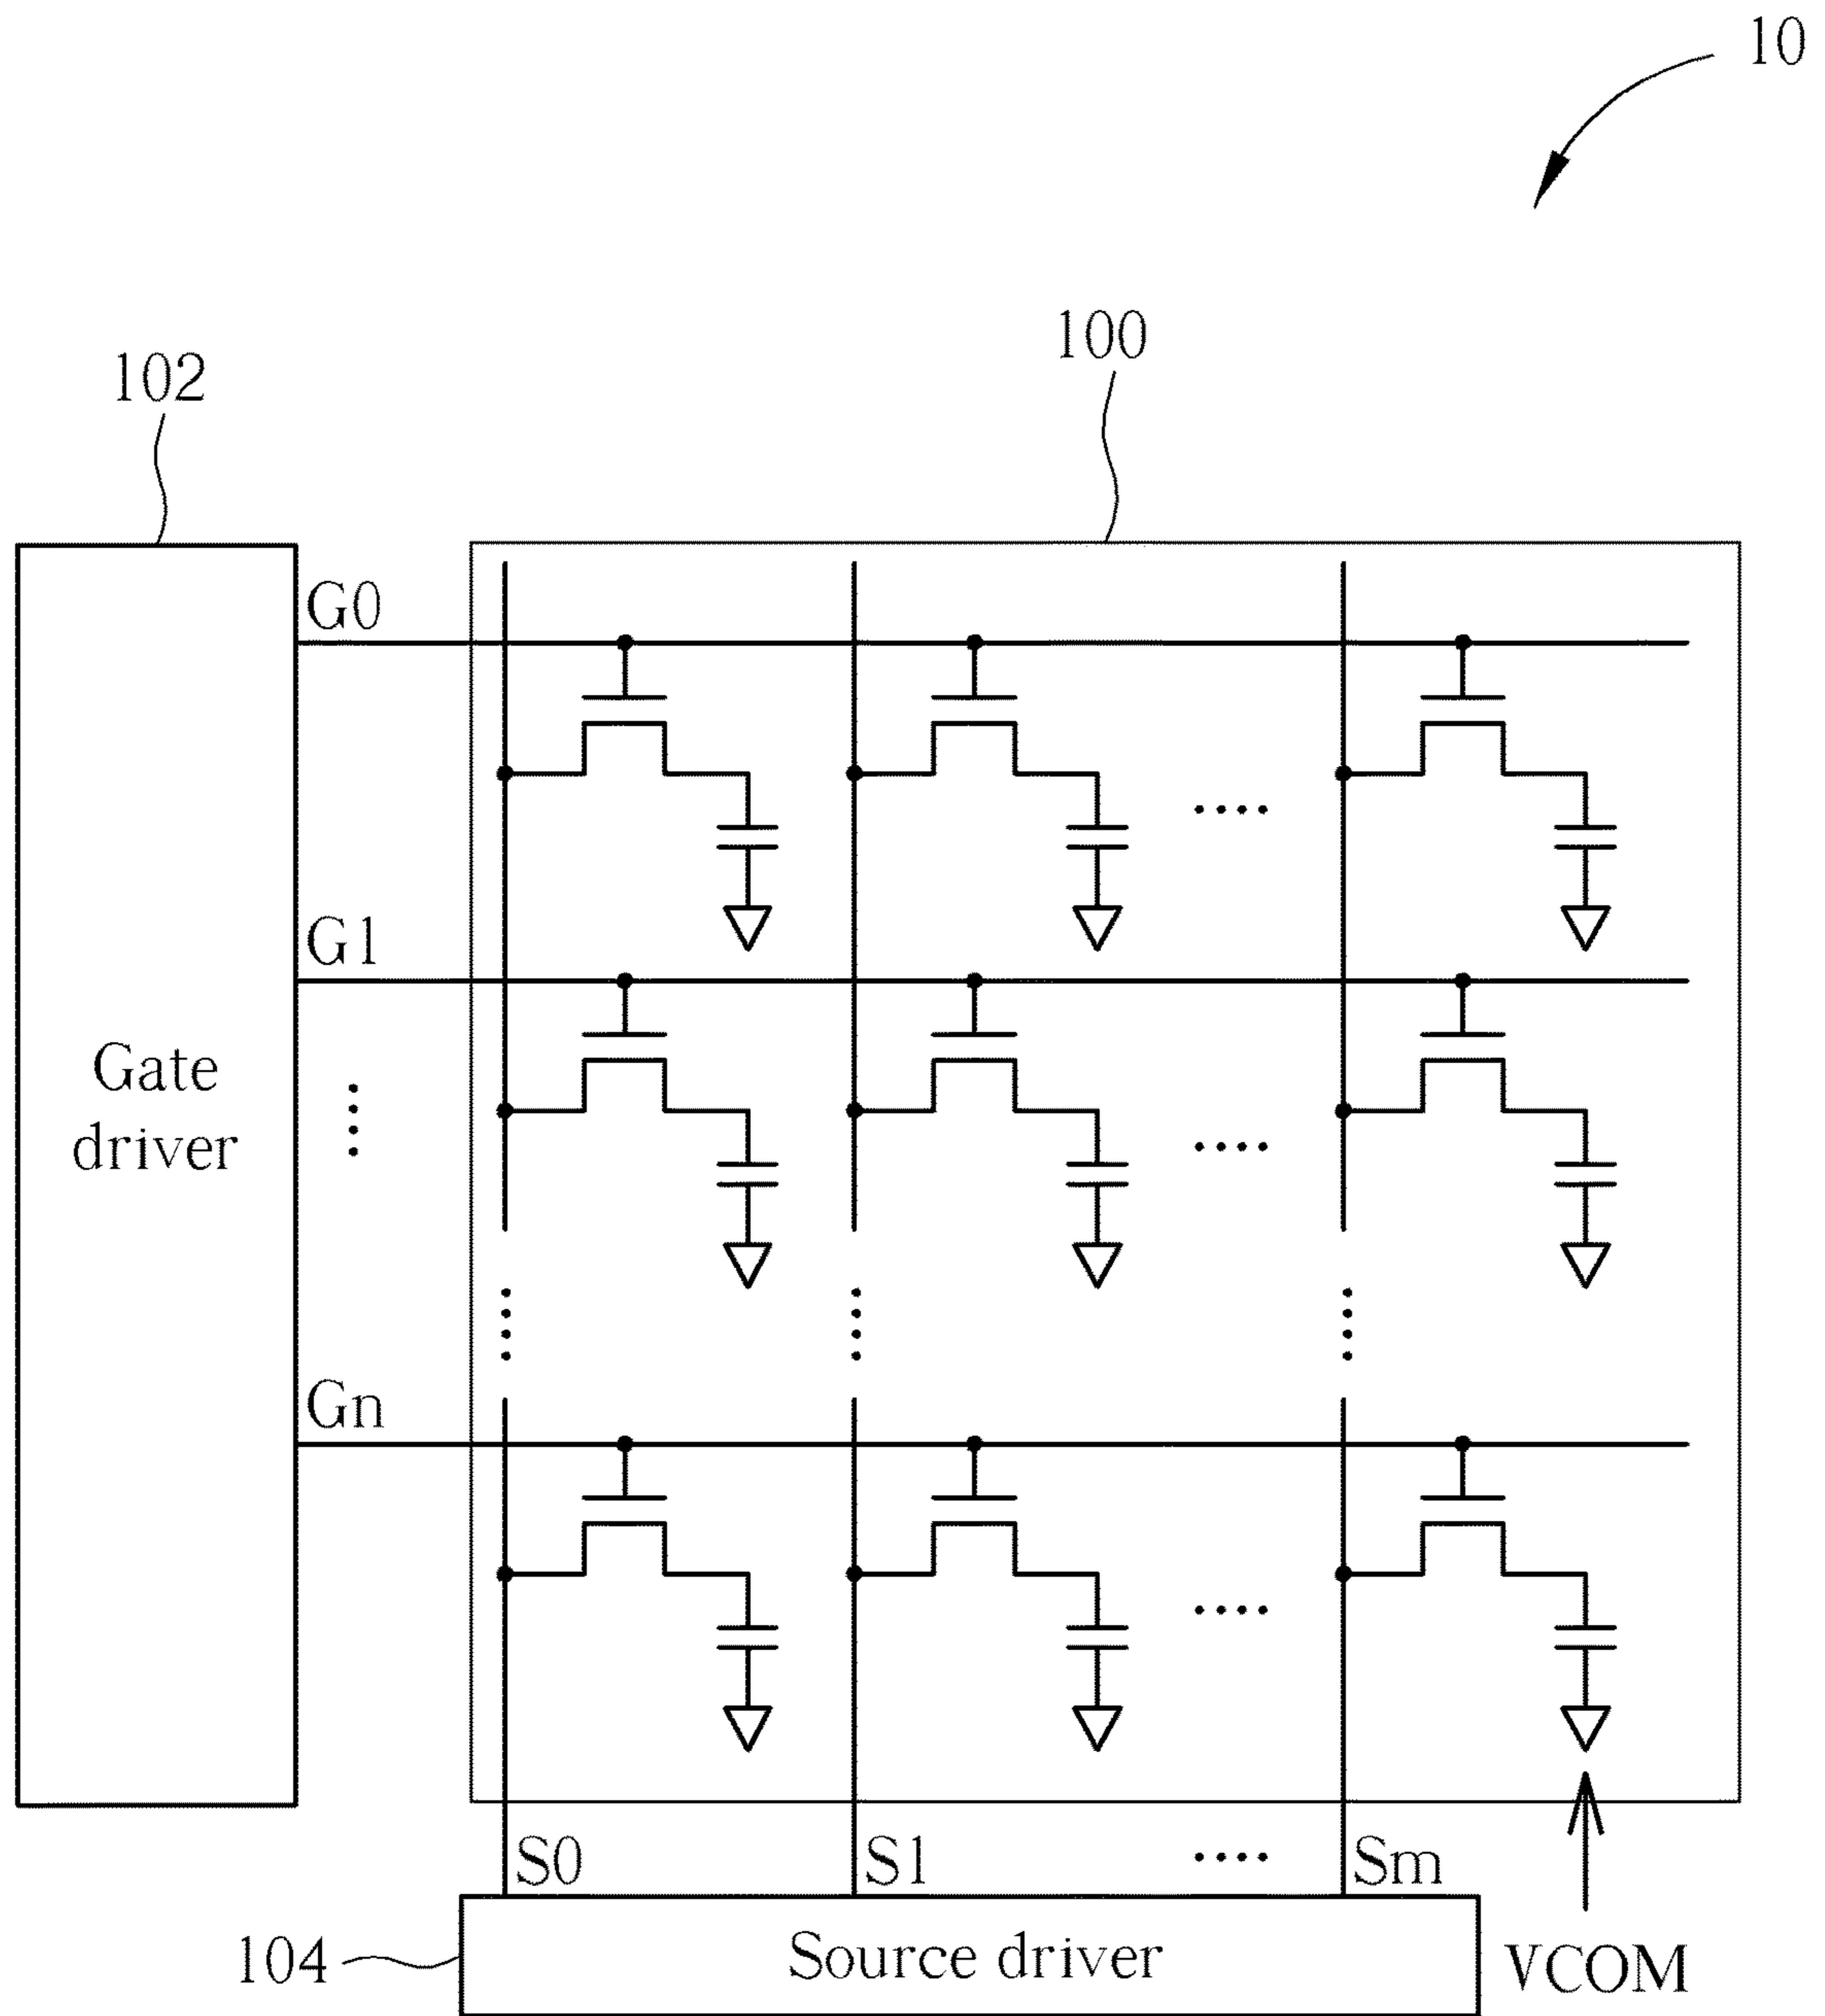 10
100
102
G0
G1
Gate
driver
Gn
S0
S1
Sm
104
Source driver
VCOM